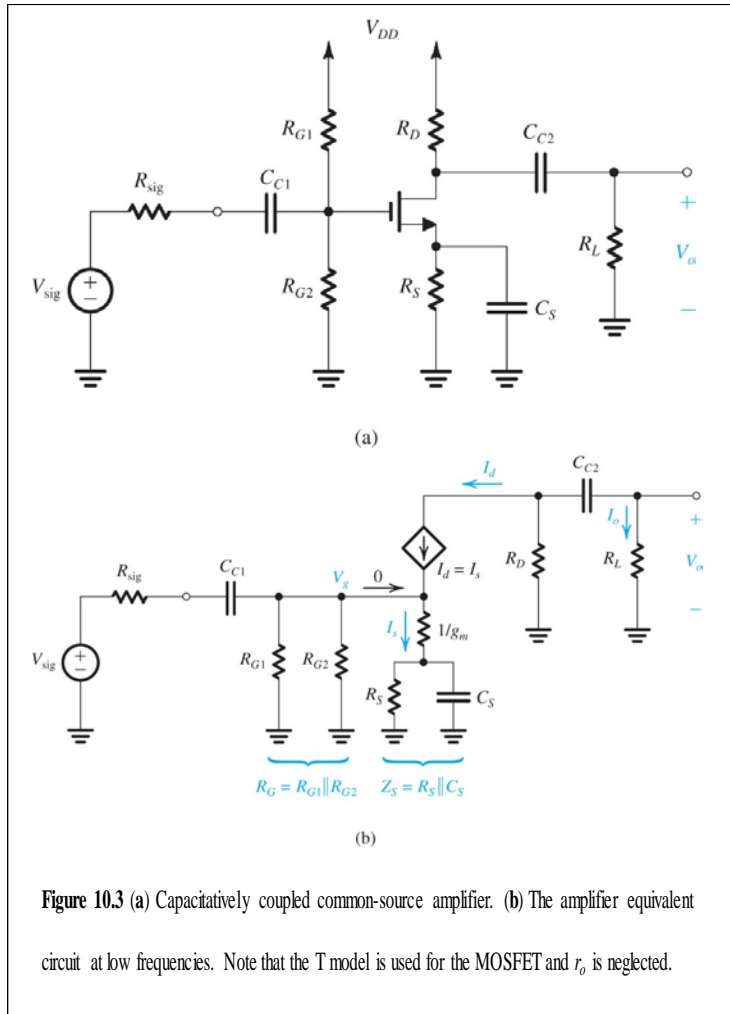 V_DD
R_G1
R_D
C_C2
C_C1
R_sig
+
R_L
V_o
V_sig
+
−
R_G2
R_S
C_S
−
(a)
I_d
C_C2
I_o
+
R_sig
C_C1
V_g
0
I_d = I_s
R_D
R_L
V_o
I_s
1/g_m
V_sig
+
−
R_G1
R_G2
R_S
C_S
−
R_G = R_G1 || R_G2
Z_S = R_S || C_S
(b)
Figure 10.3 (a) Capacitatively coupled common-source amplifier. (b) The amplifier equivalent
circuit at low frequencies. Note that the T model is used for the MOSFET and r_o is neglected.